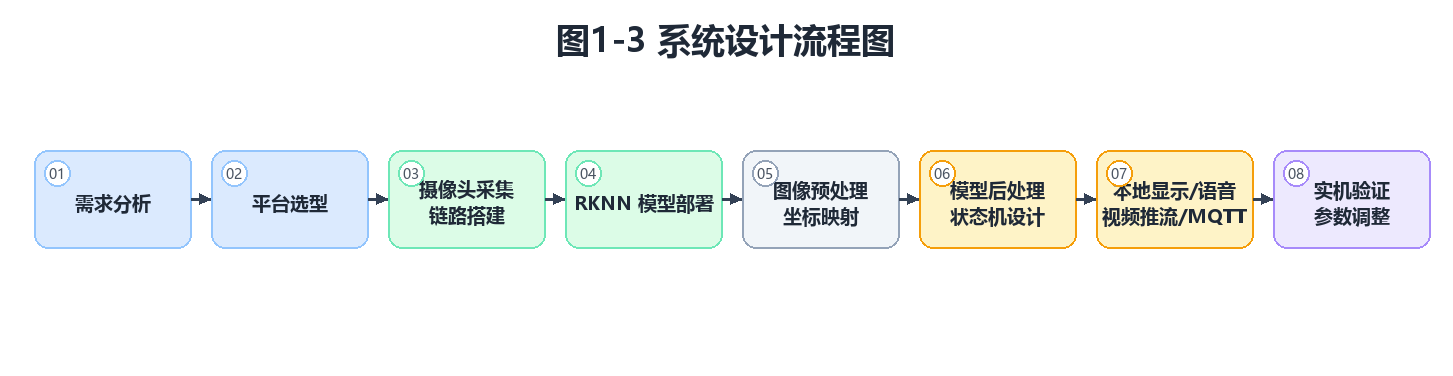 图1-3 系统设计流程图
01
需求分析
02
平台选型
03
摄像头采集
链路搭建
04
RKNN 模型部署
05
图像预处理
坐标映射
06
模型后处理
状态机设计
07
本地显示/语音
视频推流/MQTT
08
实机验证
参数调整